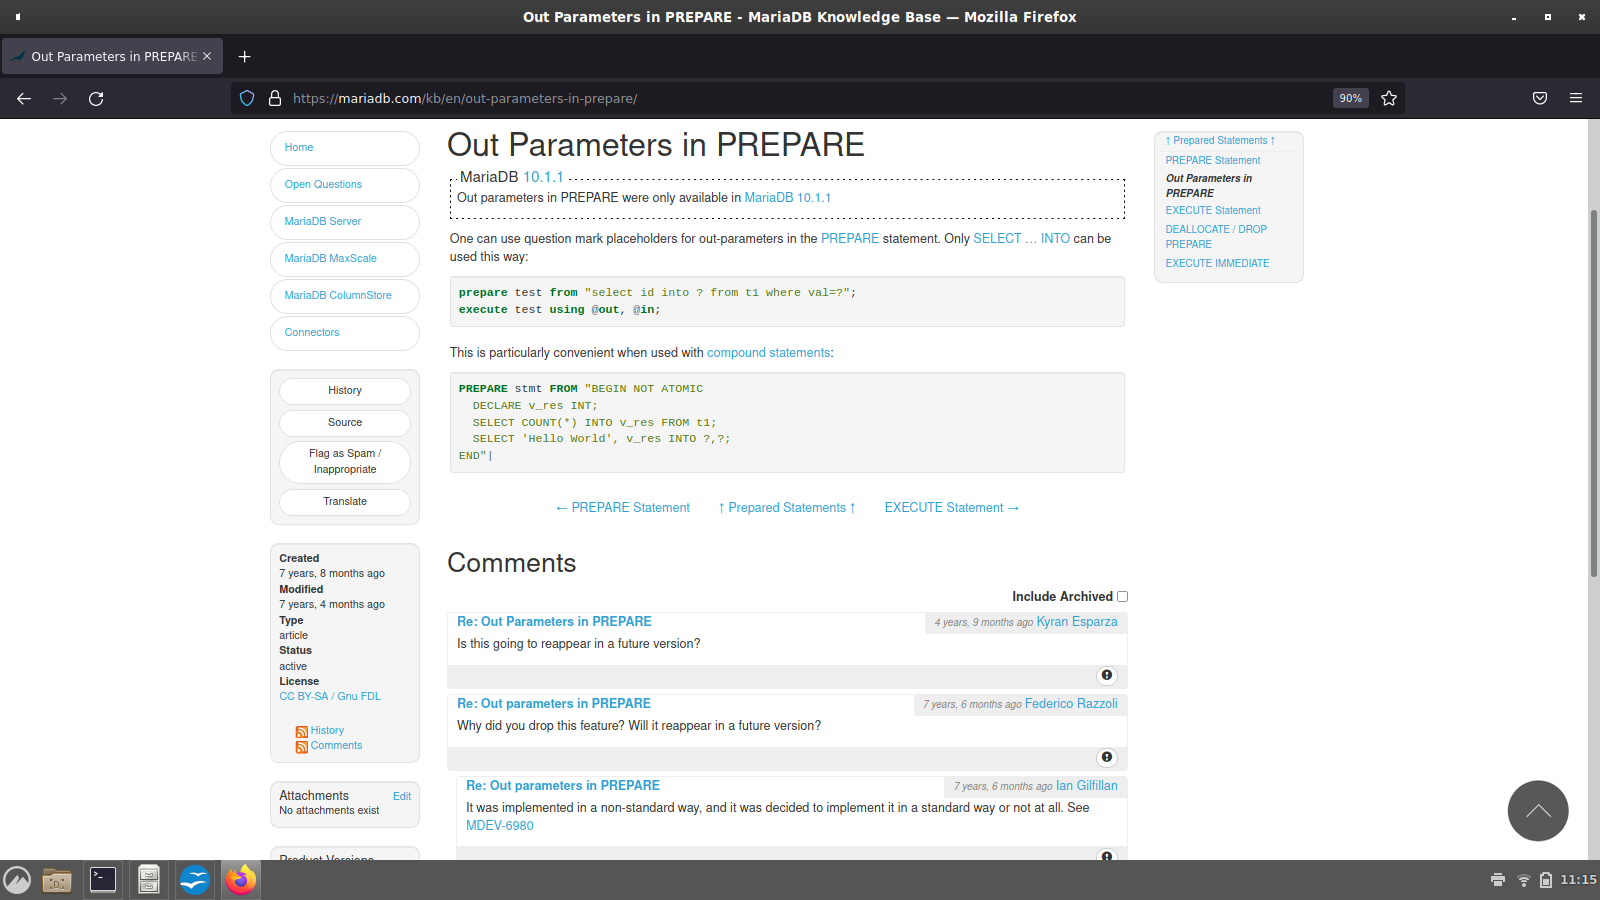 Out Parameters in PREPARE - MariaDB Knowledge Base — Mozilla Firefox
Out Parameters in PREPARE
https://mariadb.com/kb/en/out-parameters-in-prepare/
90%
Home
Open Questions
MariaDB Server
MariaDB MaxScale
MariaDB ColumnStore
Connectors
History
Source
Flag as Spam /
Inappropriate
Translate
Created
7 years, 8 months ago
Modified
7 years, 4 months ago
Type
article
Status
active
License
CC BY-SA / Gnu FDL
History
Comments
Attachments
Edit
No attachments exist
Product Versions
Out Parameters in PREPARE
MariaDB 10.1.1
Out parameters in PREPARE were only available in MariaDB 10.1.1
One can use question mark placeholders for out-parameters in the PREPARE statement. Only SELECT … INTO can be
used this way:
prepare test from "select id into ? from t1 where val=?";
execute test using @out, @in;
This is particularly convenient when used with compound statements:
PREPARE stmt FROM "BEGIN NOT ATOMIC
DECLARE v_res INT;
SELECT COUNT(*) INTO v_res FROM t1;
SELECT 'Hello World', v_res INTO ?,?;
END"|
← PREPARE Statement
↑ Prepared Statements ↑
EXECUTE Statement →
Comments
Include Archived
Re: Out Parameters in PREPARE
4 years, 9 months ago Kyran Esparza
Is this going to reappear in a future version?
Re: Out parameters in PREPARE
7 years, 6 months ago Federico Razzoli
Why did you drop this feature? Will it reappear in a future version?
Re: Out parameters in PREPARE
7 years, 6 months ago Ian Gilfillan
It was implemented in a non-standard way, and it was decided to implement it in a standard way or not at all. See
MDEV-6980
↑ Prepared Statements ↑
PREPARE Statement
Out Parameters in
PREPARE
EXECUTE Statement
DEALLOCATE / DROP
PREPARE
EXECUTE IMMEDIATE
11:15